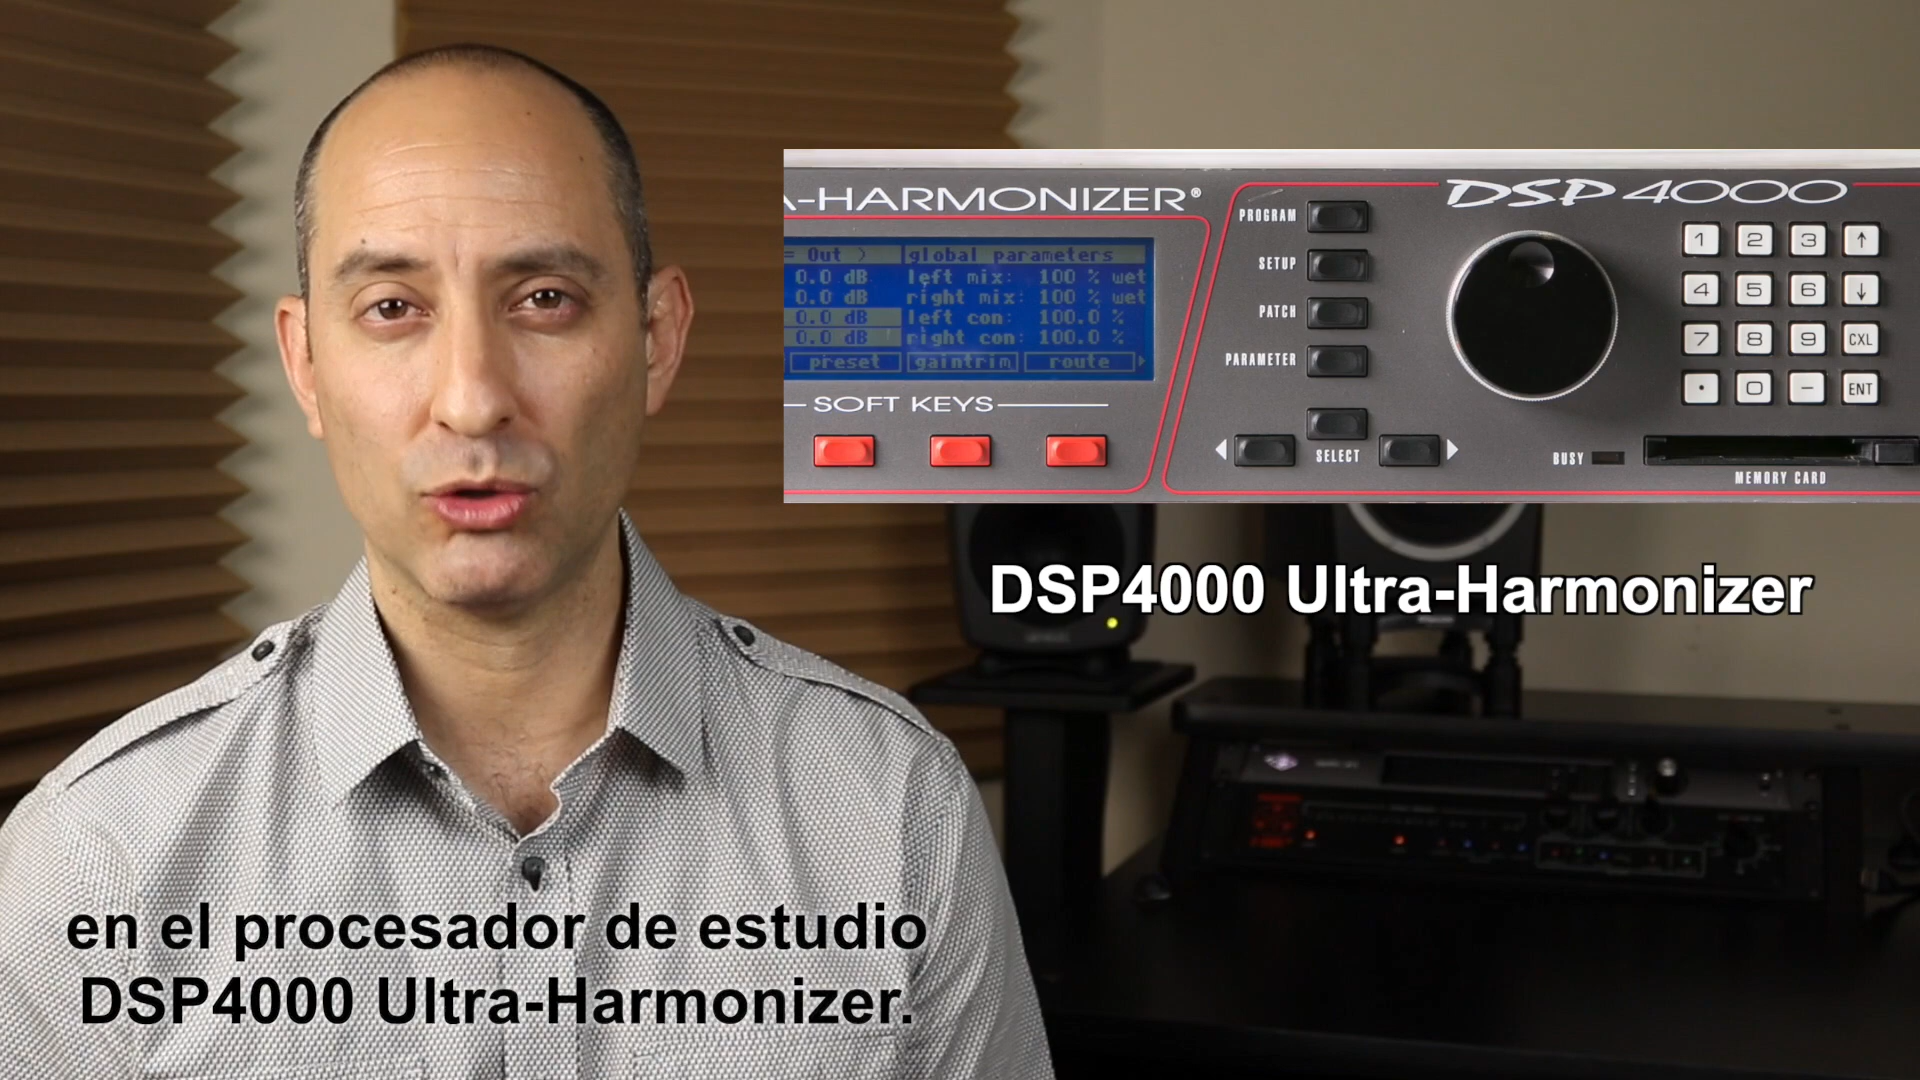 A-HARMONIZER®
DSP 4000
= Out
global parameters
0.0 dB
left mix: 100 % wet
0.0 dB
right mix: 100 % wet
0.0 dB
left con: 100.0 %
0.0 dB
right con: 100.0 %
preset
gaintrim
route
SOFT KEYS
PROGRAM
SETUP
PATCH
PARAMETER
SELECT
1 2 3 ↑
4 5 6 ↓
7 8 9 CXL
• 0 – ENT
BUSY
MEMORY CARD
DSP4000 Ultra-Harmonizer
en el procesador de estudio
DSP4000 Ultra-Harmonizer.